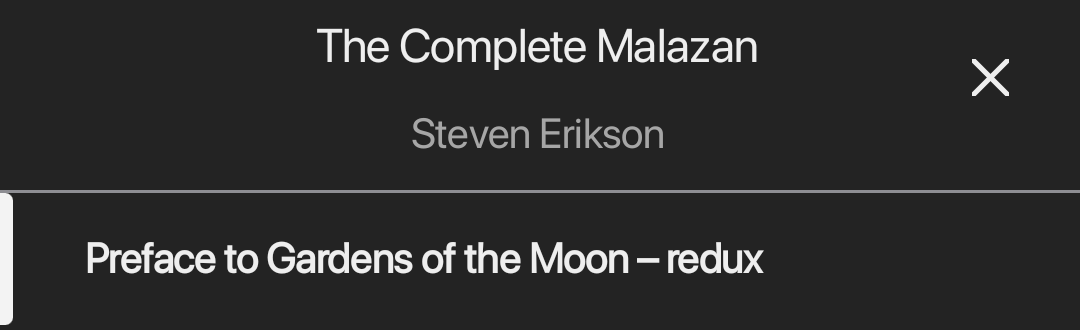 The Complete Malazan
Steven Erikson
Preface to Gardens of the Moon – redux